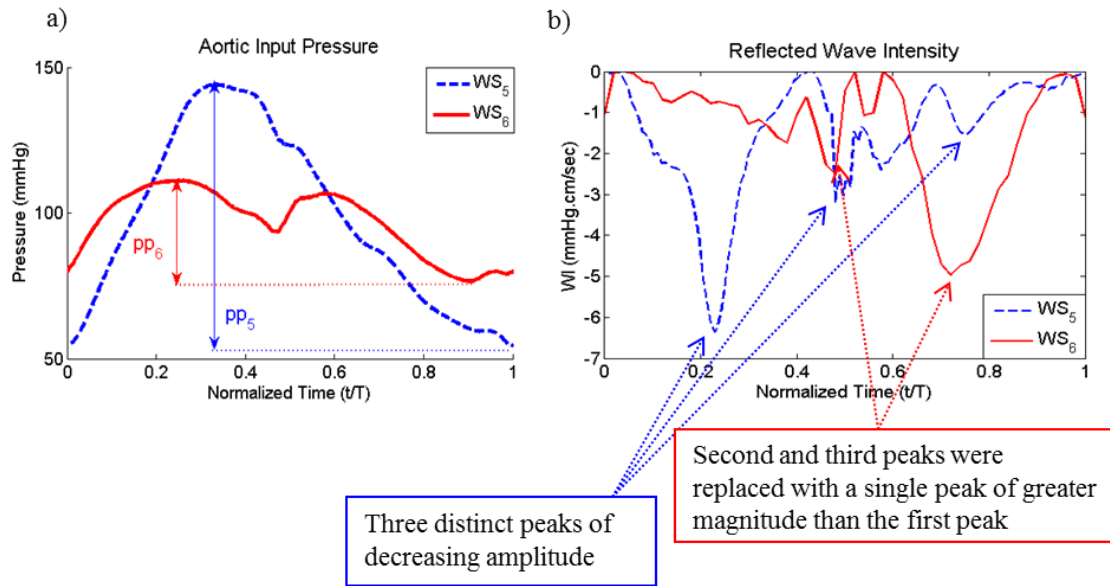 a)
Aortic Input Pressure
150
100
50
Pressure (mmHg)
WS5
WS6
pp6
pp5
0
0.2
0.4
0.6
0.8
1
Normalized Time (t/T)
b)
Reflected Wave Intensity
0
-1
-2
-3
-4
-5
-6
-7
WI (mmHg.cm/sec)
WS5
WS6
0
0.2
0.4
0.6
0.8
1
Normalized Time (t/T)
Three distinct peaks of
decreasing amplitude
Second and third peaks were
replaced with a single peak of greater
magnitude than the first peak